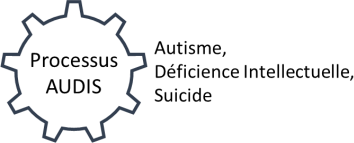 Processus
AUDIS
Autisme,
Déficience Intellectuelle,
Suicide